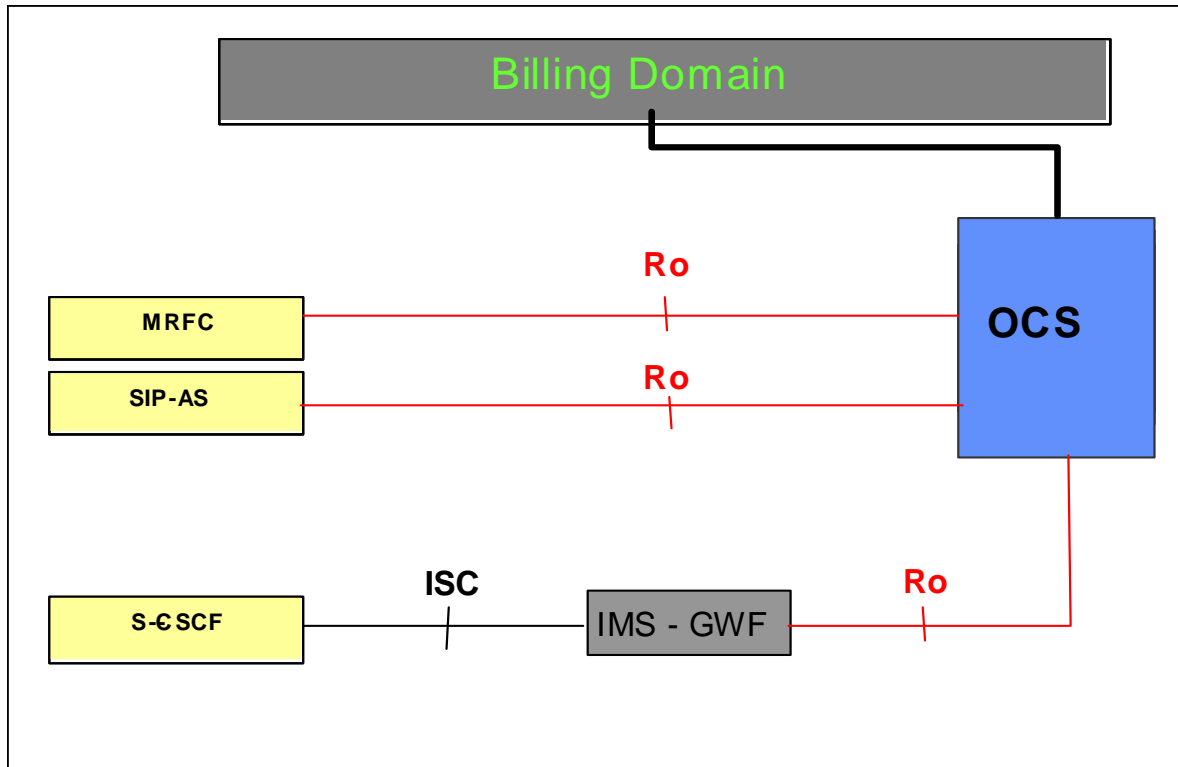 Billing Domain
Ro
MRFC
OCS
Ro
SIP-AS
ISC
Ro
S-CSCF
IMS - GWF